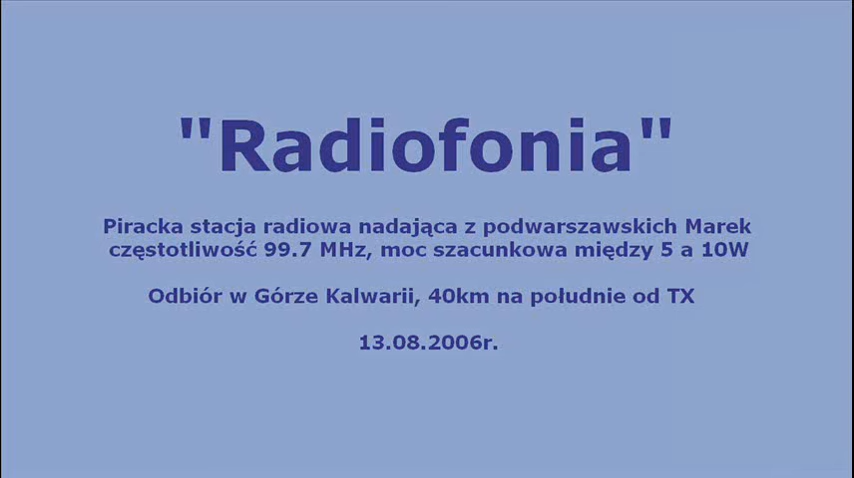 "Radiofonia"
Piracka stacja radiowa nadająca z podwarszawskich Marek
częstotliwość 99.7 MHz, moc szacunkowa między 5 a 10W
Odbiór w Górze Kalwarii, 40km na południe od TX
13.08.2006r.